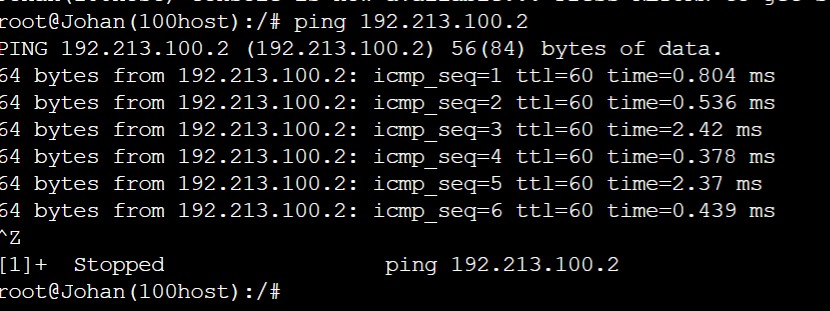 root@Johan(100host):/# ping 192.213.100.2
PING 192.213.100.2 (192.213.100.2) 56(84) bytes of data.
64 bytes from 192.213.100.2: icmp_seq=1 ttl=60 time=0.804 ms
64 bytes from 192.213.100.2: icmp_seq=2 ttl=60 time=0.536 ms
64 bytes from 192.213.100.2: icmp_seq=3 ttl=60 time=2.42 ms
64 bytes from 192.213.100.2: icmp_seq=4 ttl=60 time=0.378 ms
64 bytes from 192.213.100.2: icmp_seq=5 ttl=60 time=2.37 ms
64 bytes from 192.213.100.2: icmp_seq=6 ttl=60 time=0.439 ms
^Z
[1]+  Stopped                 ping 192.213.100.2
root@Johan(100host):/#